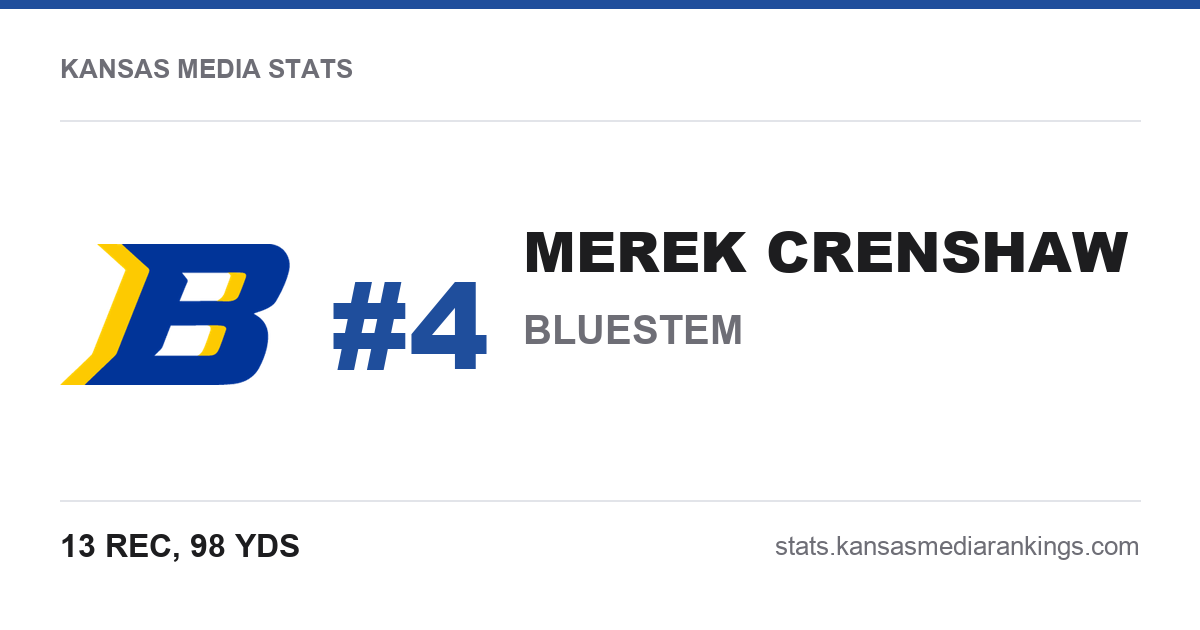 KANSAS MEDIA STATS
B
#4
MEREK CRENSHAW
BLUESTEM
13 REC, 98 YDS
stats.kansasmediarankings.com